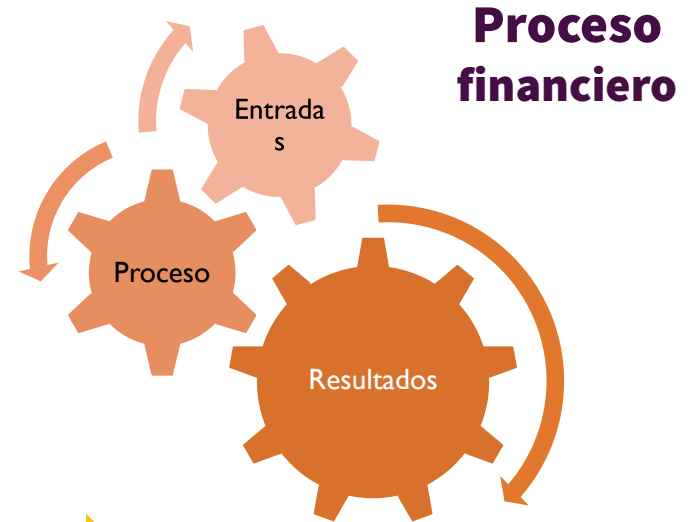 Proceso
financiero
Entrada
s
Proceso
Resultados